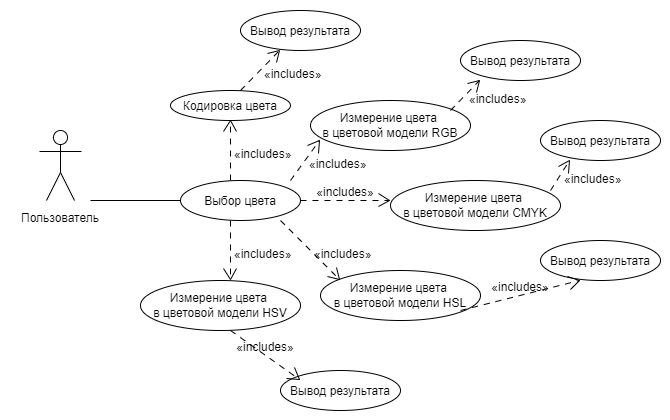 Вывод результата
«includes»
Вывод результата
«includes»
Кодировка цвета
Измерение цвета
в цветовой модели RGB
Вывод результата
«includes»
«includes»
«includes»
Пользователь
Выбор цвета
«includes»
Измерение цвета
в цветовой модели CMYK
«includes»
«includes»
Вывод результата
Измерение цвета
в цветовой модели HSV
Измерение цвета
в цветовой модели HSL
«includes»
«includes»
Вывод результата